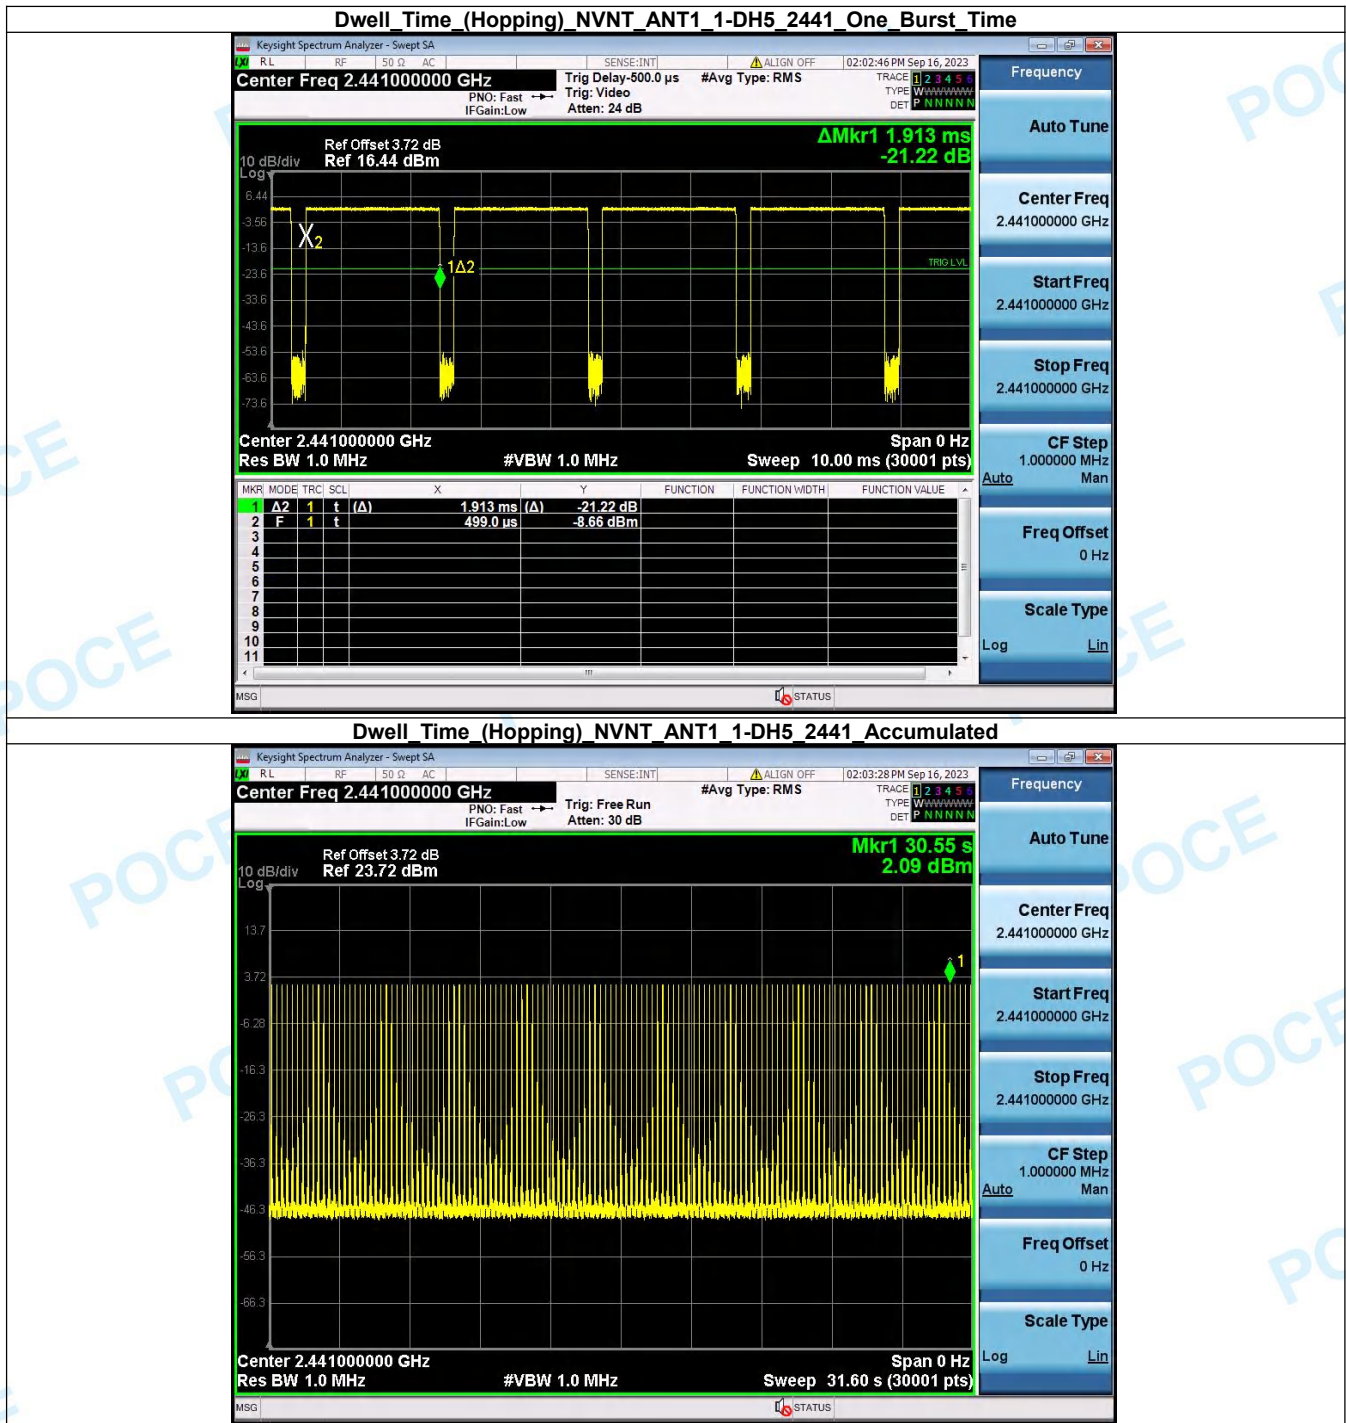 Dwell_Time_(Hopping)_NVNT_ANT1_1-DH5_2441_One_Burst_Time
Keysight Spectrum Analyzer - Swept SA
LXI RL RF 50 Ω AC SENSE:INT ALIGN OFF 02:02:46 PM Sep 16, 2023
Center Freq 2.441000000 GHz
PNO: Fast
IFGain:Low
Trig Delay-500.0 µs
Trig: Video
Atten: 24 dB
#Avg Type: RMS
TRACE 1 2 3 4 5 6
TYPE WWWWWW
DET P N N N N N
Frequency
Auto Tune
Center Freq
2.441000000 GHz
Start Freq
2.441000000 GHz
Stop Freq
2.441000000 GHz
CF Step
1.000000 MHz
Auto Man
Freq Offset
0 Hz
Scale Type
Log Lin
ΔMkr1 1.913 ms
-21.22 dB
Ref Offset 3.72 dB
10 dB/div Ref 16.44 dBm
Log
6.44
-3.56
-13.6
-23.6
-33.6
-43.6
-53.6
-63.6
-73.6
X2
1Δ2
TRIG LVL
Center 2.441000000 GHz Span 0 Hz
Res BW 1.0 MHz #VBW 1.0 MHz Sweep 10.00 ms (30001 pts)
MKR MODE TRC SCL X Y FUNCTION FUNCTION WIDTH FUNCTION VALUE
1 Δ2 1 t (Δ) 1.913 ms (Δ) -21.22 dB
2 F 1 t 499.0 µs -8.66 dBm
3
4
5
6
7
8
9
10
11
MSG STATUS
Dwell_Time_(Hopping)_NVNT_ANT1_1-DH5_2441_Accumulated
Keysight Spectrum Analyzer - Swept SA
LXI RL RF 50 Ω AC SENSE:INT ALIGN OFF 02:03:28 PM Sep 16, 2023
Center Freq 2.441000000 GHz
PNO: Fast
IFGain:Low
Trig: Free Run
Atten: 30 dB
#Avg Type: RMS
TRACE 1 2 3 4 5 6
TYPE WWWWWW
DET P N N N N N
Frequency
Auto Tune
Center Freq
2.441000000 GHz
Start Freq
2.441000000 GHz
Stop Freq
2.441000000 GHz
CF Step
1.000000 MHz
Auto Man
Freq Offset
0 Hz
Scale Type
Log Lin
Mkr1 30.55 s
2.09 dBm
Ref Offset 3.72 dB
10 dB/div Ref 23.72 dBm
Log
13.7
3.72
-6.28
-16.3
-26.3
-36.3
-46.3
-56.3
-66.3
1
Center 2.441000000 GHz Span 0 Hz
Res BW 1.0 MHz #VBW 1.0 MHz Sweep 31.60 s (30001 pts)
MSG STATUS
POCE